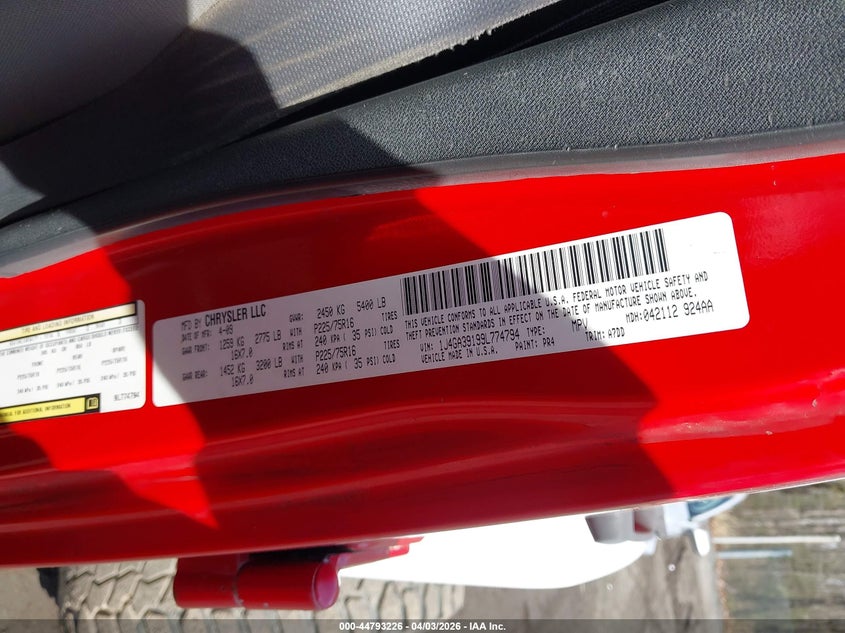 MFD BY CHRYSLER LLC
DATE OF MFR: 4-09 GVWR: 2450 KG 5400 LB
GAWR FRONT: 1259 KG 2775 LB WITH P225/75R16 TIRES
16X7.0 RIMS AT 240 KPA ( 35 PSI) COLD
GAWR REAR: 1452 KG 3200 LB WITH P225/75R16 TIRES
16X7.0 RIMS AT 240 KPA ( 35 PSI) COLD
THIS VEHICLE CONFORMS TO ALL APPLICABLE U.S.A. FEDERAL MOTOR VEHICLE SAFETY AND
THEFT PREVENTION STANDARDS IN EFFECT ON THE DATE OF MANUFACTURE SHOWN ABOVE.
VIN: 1J4GA39199L774794 TYPE: MPV MDH: 042112 924AA
MADE IN U.S.A. PAINT: PR4 TRIM: A7DD
TIRE AND LOADING INFORMATION
9L774794
000-44793226 - 04/03/2026 - IAA Inc.